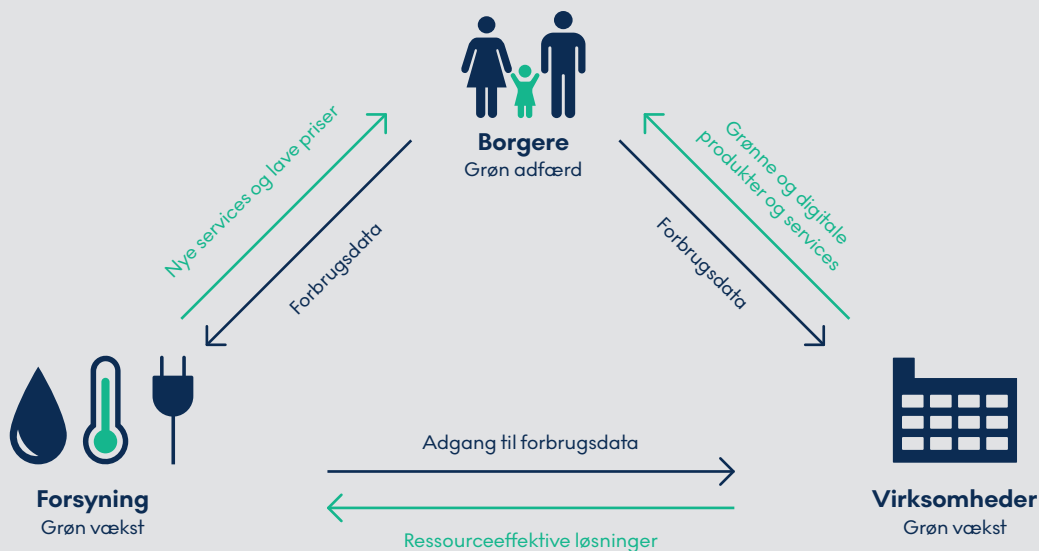 Borgere
Grøn adfærd
Nye services og lave priser
Forbrugsdata
Grønne og digitale
produkter og services
Forbrugsdata
Forsyning
Grøn vækst
Adgang til forbrugsdata
Ressourceeffektive løsninger
Virksomheder
Grøn vækst